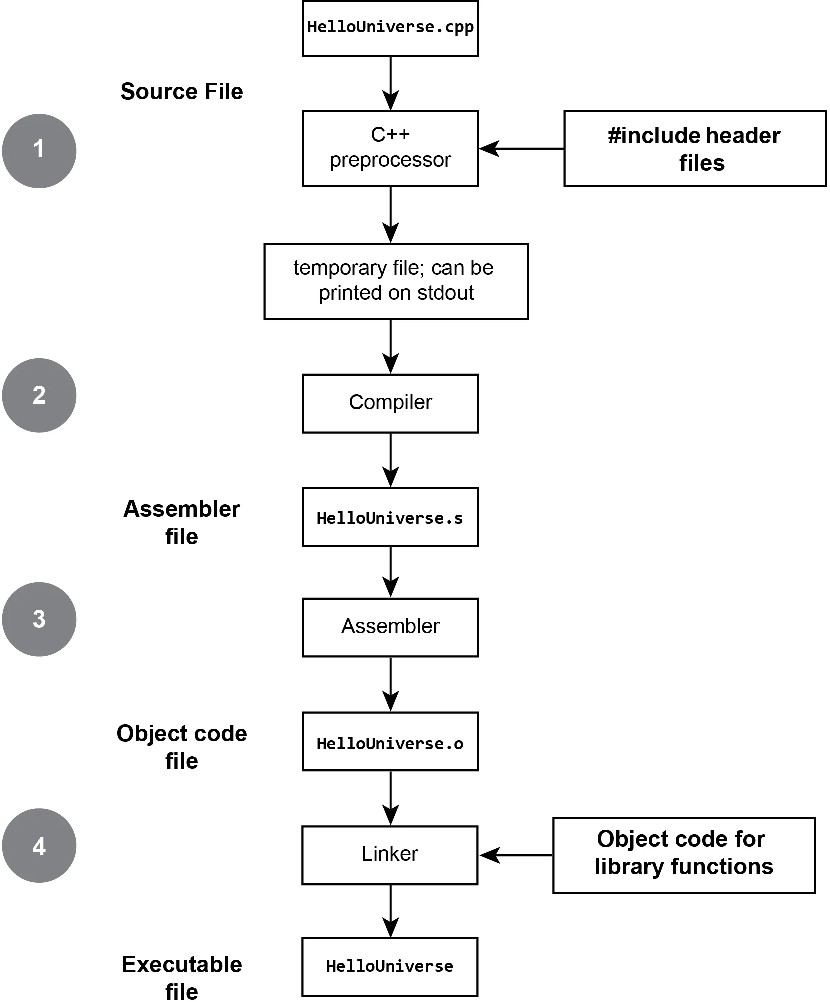 HelloUniverse.cpp
Source File
1
C++
preprocessor
#include header
files
temporary file; can be
printed on stdout
2
Compiler
Assembler
file
HelloUniverse.s
3
Assembler
Object code
file
HelloUniverse.o
4
Linker
Object code for
library functions
Executable
file
HelloUniverse